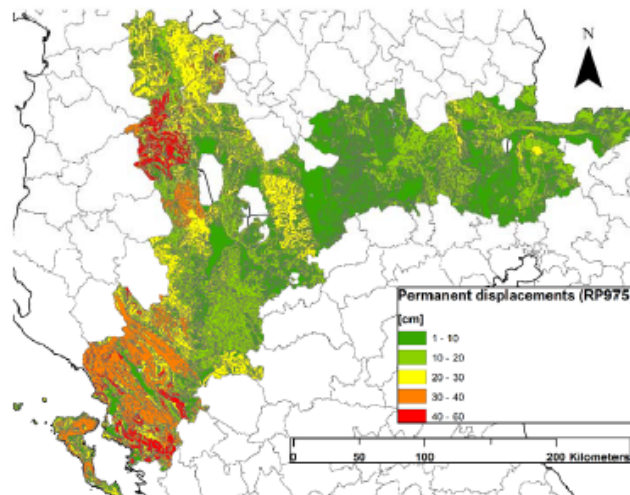 N
Permanent displacements (RP975
[cm]
1 - 10
10 - 20
20 - 30
30 - 40
40 - 60
0 50 100 200 Kilometers